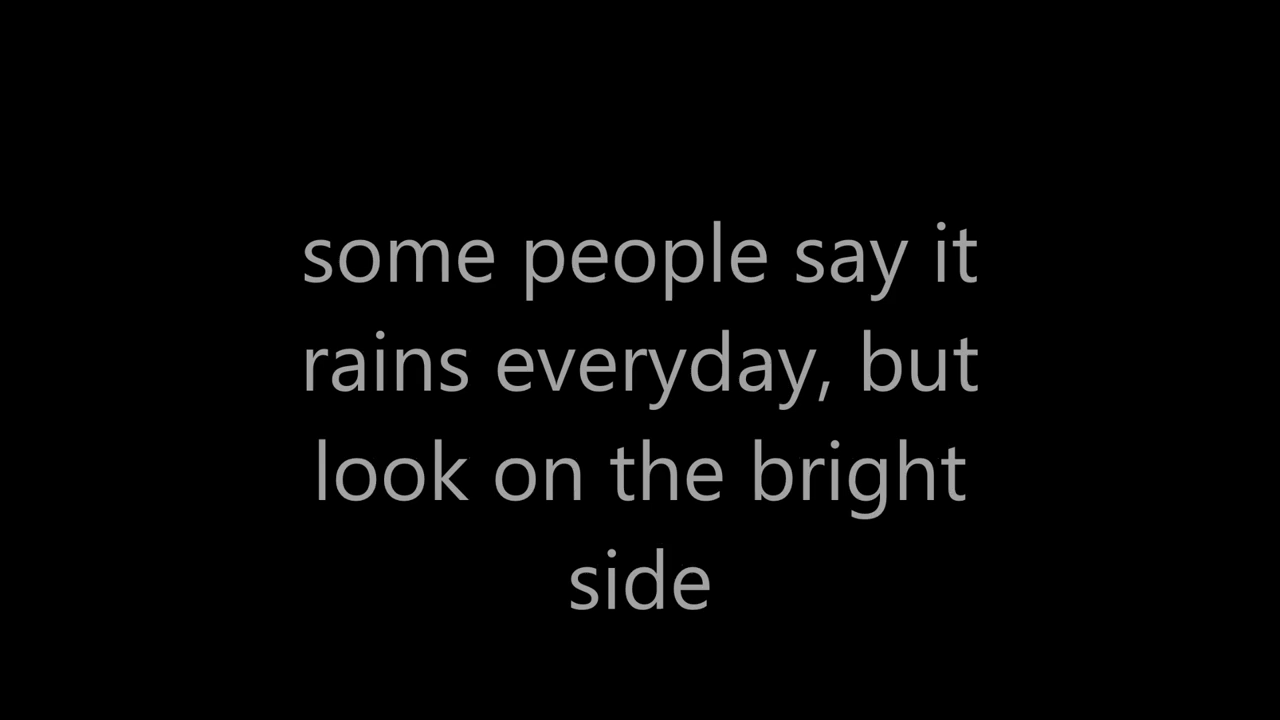 some people say it
rains everyday, but
look on the bright
side